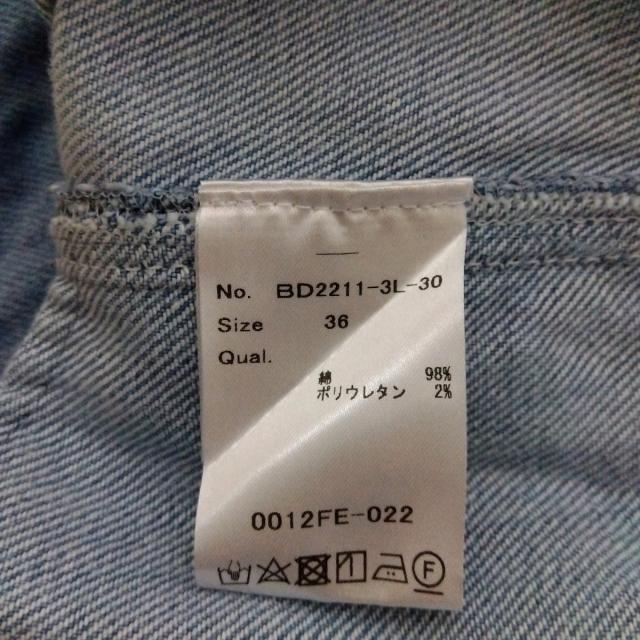 No. BD2211-3L-30
Size 36
Qual.
綿 98%
ポリウレタン 2%
0012FE-022
F